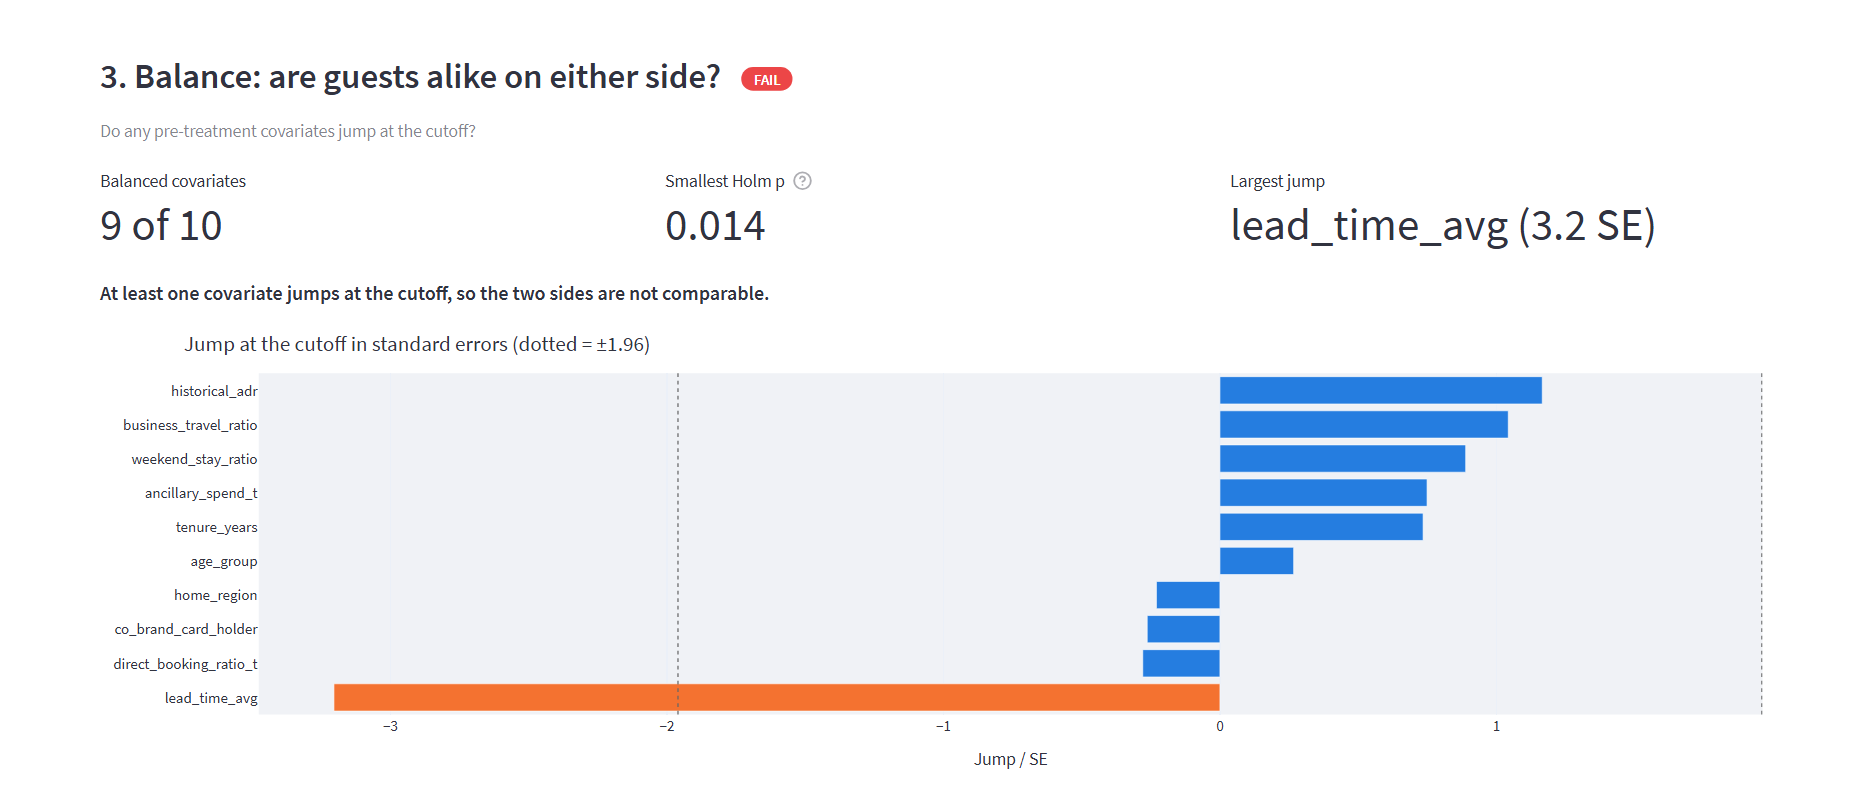 3. Balance: are guests alike on either side? FAIL
Do any pre-treatment covariates jump at the cutoff?
Balanced covariates
9 of 10
Smallest Holm p ?
0.014
Largest jump
lead_time_avg (3.2 SE)
At least one covariate jumps at the cutoff, so the two sides are not comparable.
Jump at the cutoff in standard errors (dotted = ±1.96)
historical_adr
business_travel_ratio
weekend_stay_ratio
ancillary_spend_t
tenure_years
age_group
home_region
co_brand_card_holder
direct_booking_ratio_t
lead_time_avg
−3 −2 −1 0 1
Jump / SE